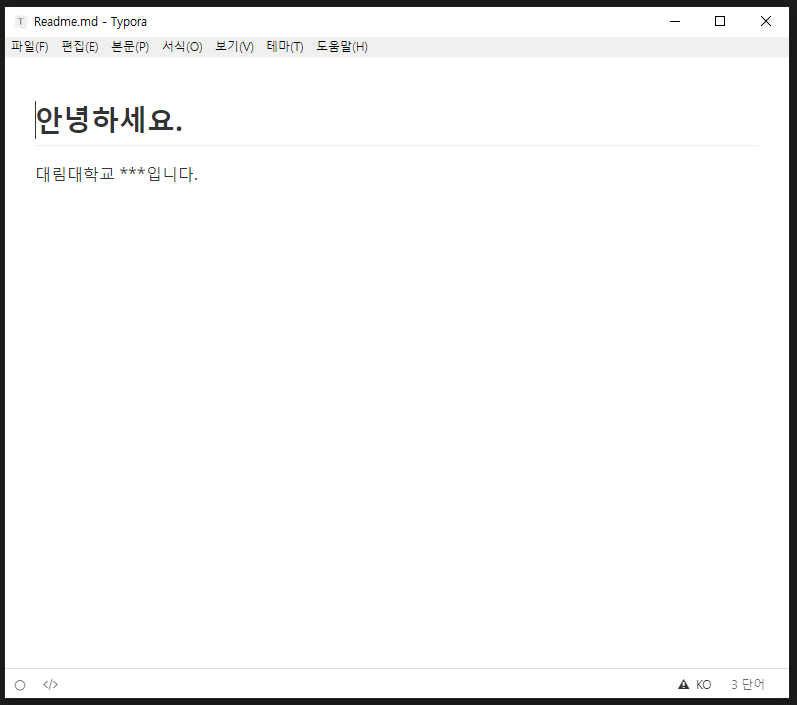 Readme.md - Typora
파일(F) 편집(E) 본문(P) 서식(O) 보기(V) 테마(T) 도움말(H)
안녕하세요.
대림대학교 ***입니다.
</> KO 3 단어